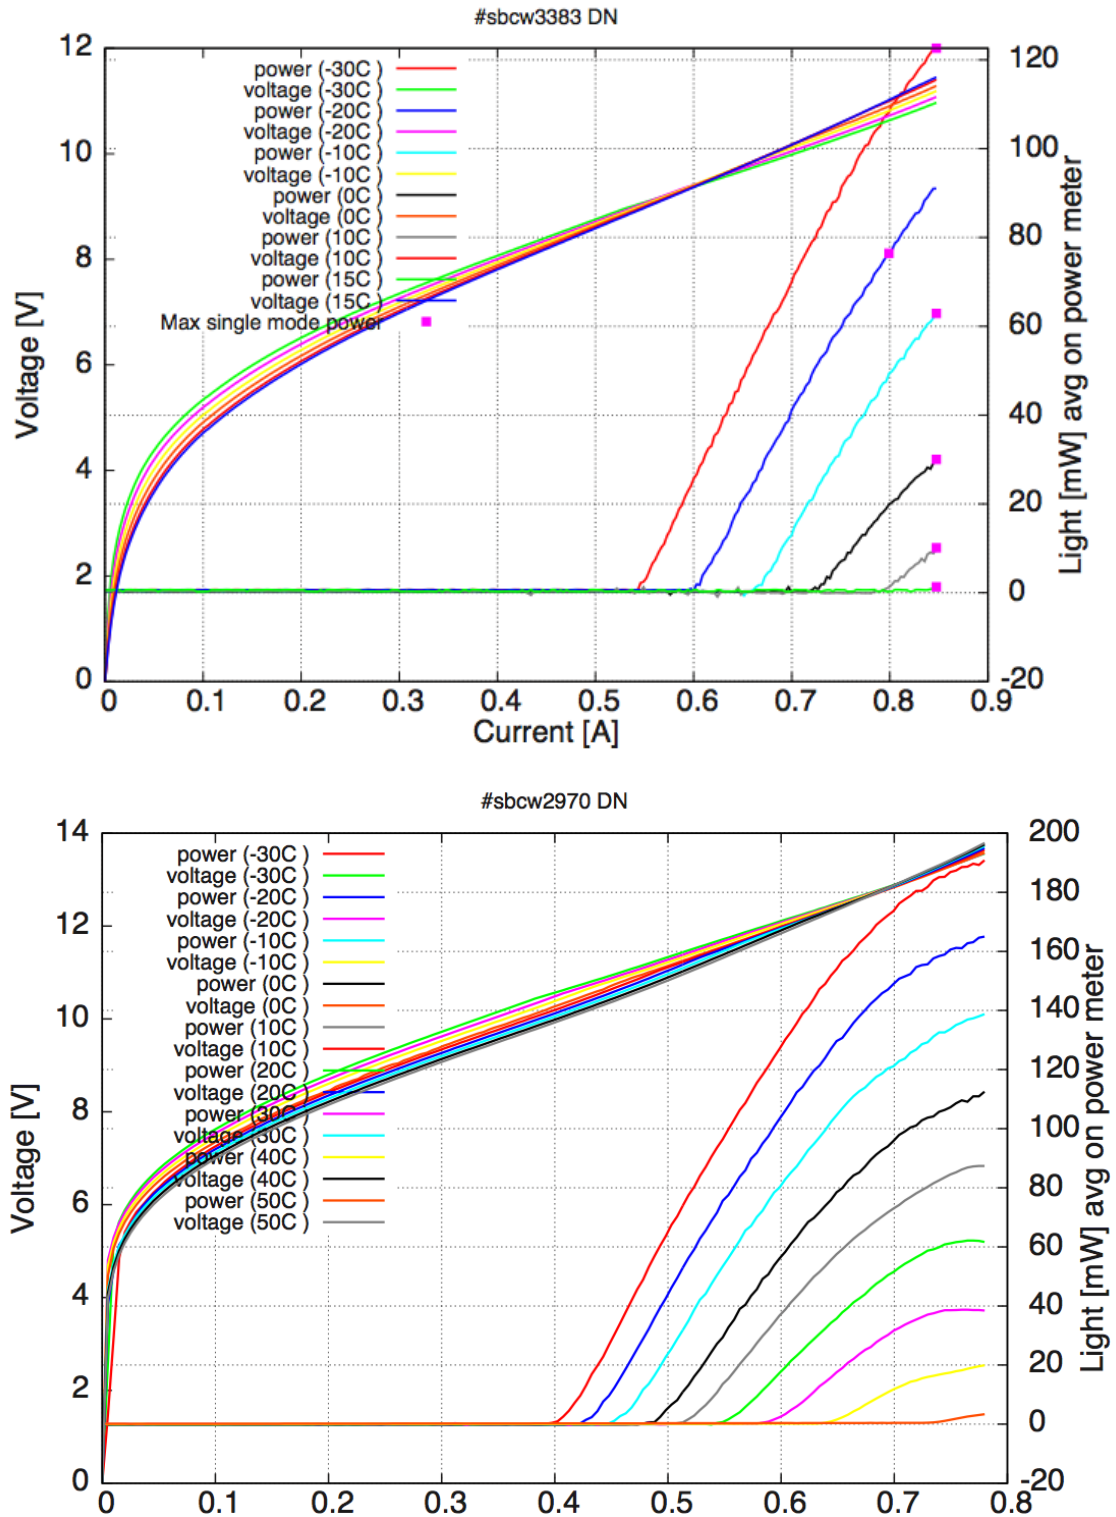 #sbcw3383 DN
12
10
8
6
4
2
0
Voltage [V]
power (-30C )
voltage (-30C )
power (-20C )
voltage (-20C )
power (-10C )
voltage (-10C )
power (0C )
voltage (0C )
power (10C )
voltage (10C )
power (15C )
voltage (15C )
Max single mode power
120
100
80
60
40
20
0
-20
Light [mW] avg on power meter
0 0.1 0.2 0.3 0.4 0.5 0.6 0.7 0.8 0.9
Current [A]
#sbcw2970 DN
14
12
10
8
6
4
2
0
Voltage [V]
power (-30C )
voltage (-30C )
power (-20C )
voltage (-20C )
power (-10C )
voltage (-10C )
power (0C )
voltage (0C )
power (10C )
voltage (10C )
power (20C )
voltage (20C )
power (30C )
voltage (30C )
power (40C )
voltage (40C )
power (50C )
voltage (50C )
200
180
160
140
120
100
80
60
40
20
0
-20
Light [mW] avg on power meter
0 0.1 0.2 0.3 0.4 0.5 0.6 0.7 0.8